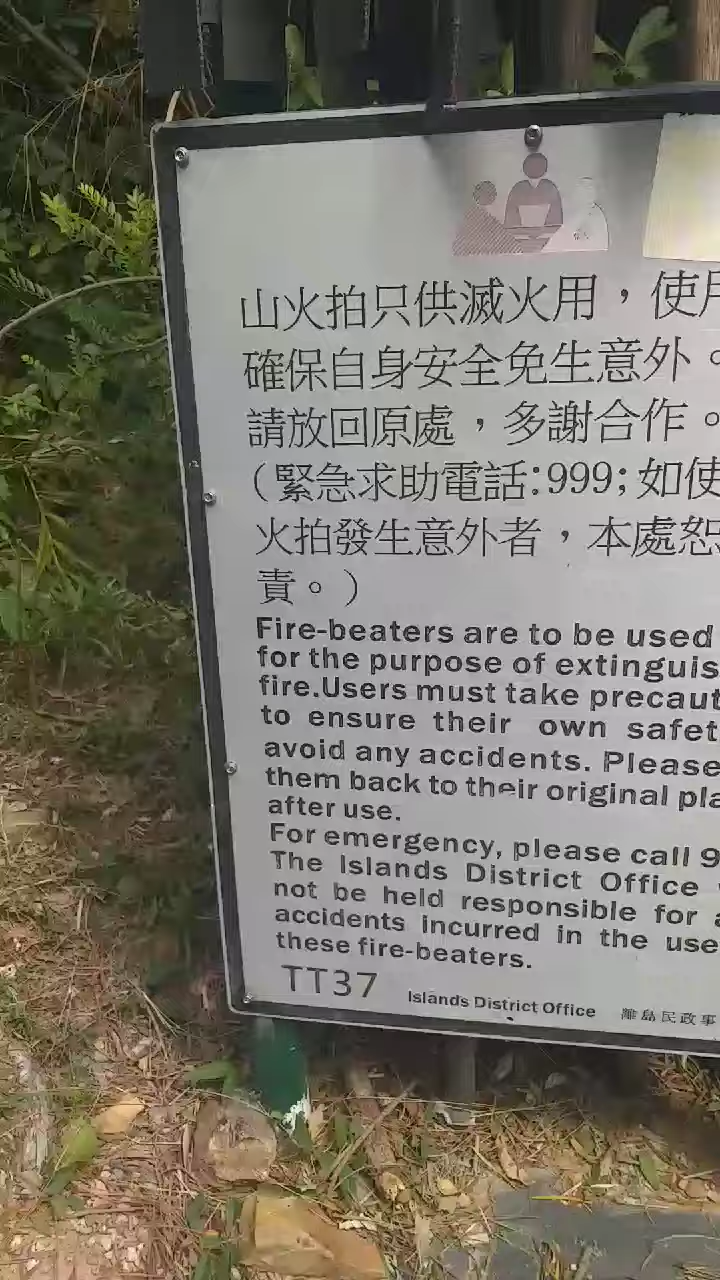 山火拍只供滅火用，使用
確保自身安全免生意外。
請放回原處，多謝合作。
（緊急求助電話:999;如使
火拍發生意外者，本處恕
責。）
Fire-beaters are to be used
for the purpose of extinguis
fire.Users must take precaut
to ensure their own safet
avoid any accidents. Please
them back to their original pla
after use.
For emergency, please call 9
The Islands District Office
not be held responsible for a
accidents incurred in the use
these fire-beaters.
TT37
Islands District Office 離島民政事